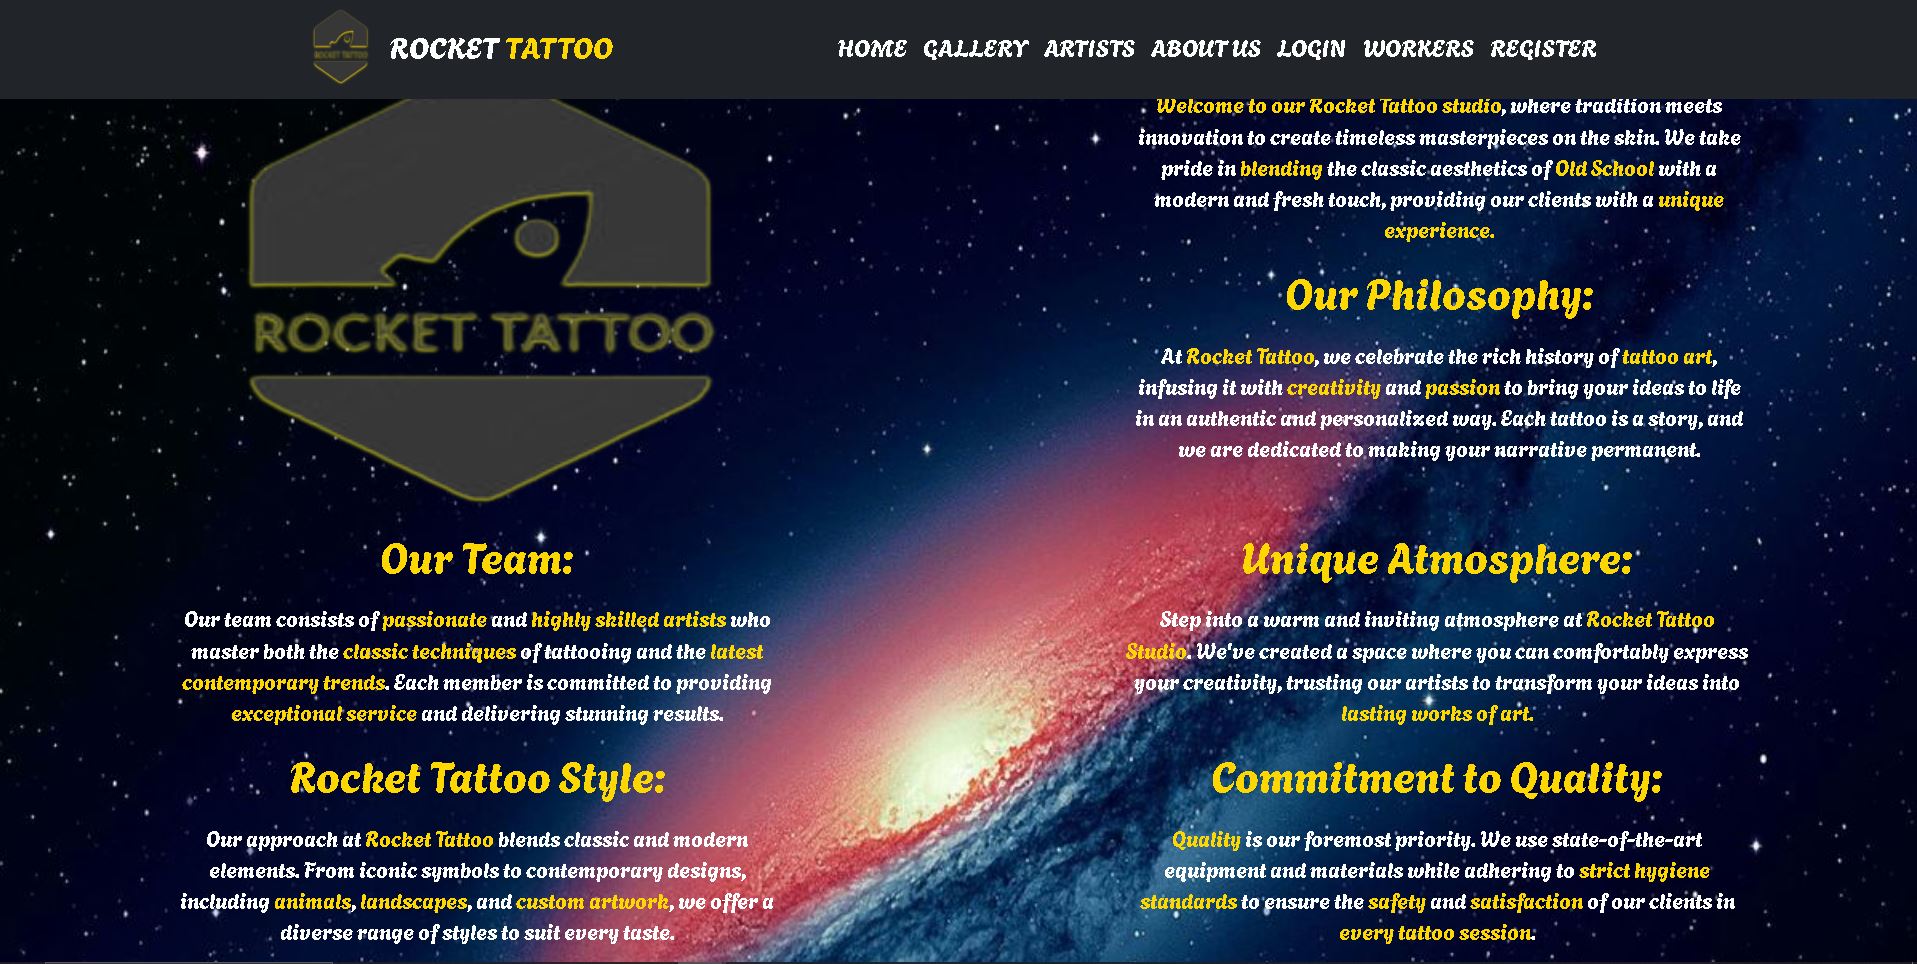 ROCKET TATTOO
ROCKET TATTOO
HOME GALLERY ARTISTS ABOUT US LOGIN WORKERS REGISTER
ROCKET TATTOO
Welcome to our Rocket Tattoo studio, where tradition meets
innovation to create timeless masterpieces on the skin. We take
pride in blending the classic aesthetics of Old School with a
modern and fresh touch, providing our clients with a unique
experience.
Our Philosophy:
At Rocket Tattoo, we celebrate the rich history of tattoo art,
infusing it with creativity and passion to bring your ideas to life
in an authentic and personalized way. Each tattoo is a story, and
we are dedicated to making your narrative permanent.
Our Team:
Our team consists of passionate and highly skilled artists who
master both the classic techniques of tattooing and the latest
contemporary trends. Each member is committed to providing
exceptional service and delivering stunning results.
Unique Atmosphere:
Step into a warm and inviting atmosphere at Rocket Tattoo
Studio. We've created a space where you can comfortably express
your creativity, trusting our artists to transform your ideas into
lasting works of art.
Rocket Tattoo Style:
Our approach at Rocket Tattoo blends classic and modern
elements. From iconic symbols to contemporary designs,
including animals, landscapes, and custom artwork, we offer a
diverse range of styles to suit every taste.
Commitment to Quality:
Quality is our foremost priority. We use state-of-the-art
equipment and materials while adhering to strict hygiene
standards to ensure the safety and satisfaction of our clients in
every tattoo session.